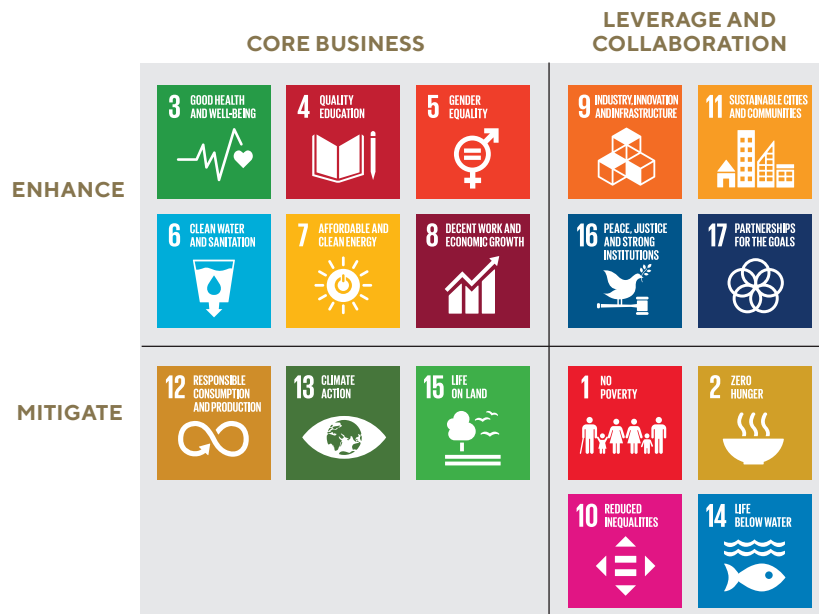 CORE BUSINESS
LEVERAGE AND
COLLABORATION
ENHANCE
3 GOOD HEALTH
AND WELL-BEING
4 QUALITY
EDUCATION
5 GENDER
EQUALITY
9 INDUSTRY, INNOVATION
AND INFRASTRUCTURE
11 SUSTAINABLE CITIES
AND COMMUNITIES
6 CLEAN WATER
AND SANITATION
7 AFFORDABLE AND
CLEAN ENERGY
8 DECENT WORK AND
ECONOMIC GROWTH
16 PEACE, JUSTICE
AND STRONG
INSTITUTIONS
17 PARTNERSHIPS
FOR THE GOALS
MITIGATE
12 RESPONSIBLE
CONSUMPTION
AND PRODUCTION
13 CLIMATE
ACTION
15 LIFE
ON LAND
1 NO
POVERTY
2 ZERO
HUNGER
10 REDUCED
INEQUALITIES
14 LIFE
BELOW WATER